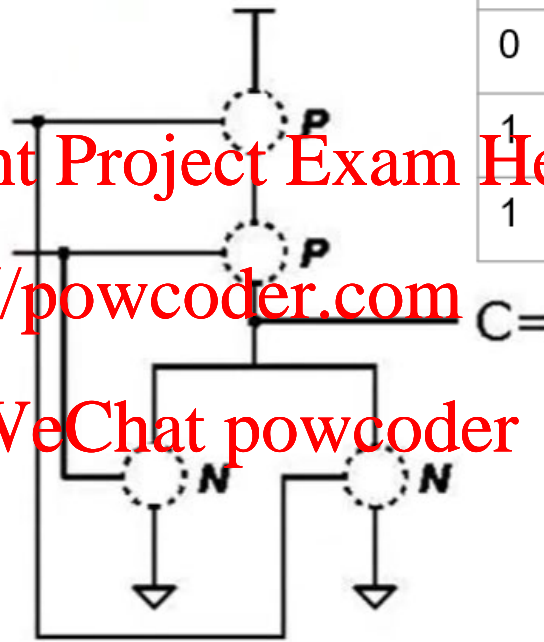 0
P
1
nt Project Exam He
1
P
//powcoder.com
C=
WeChat powcoder
N
N